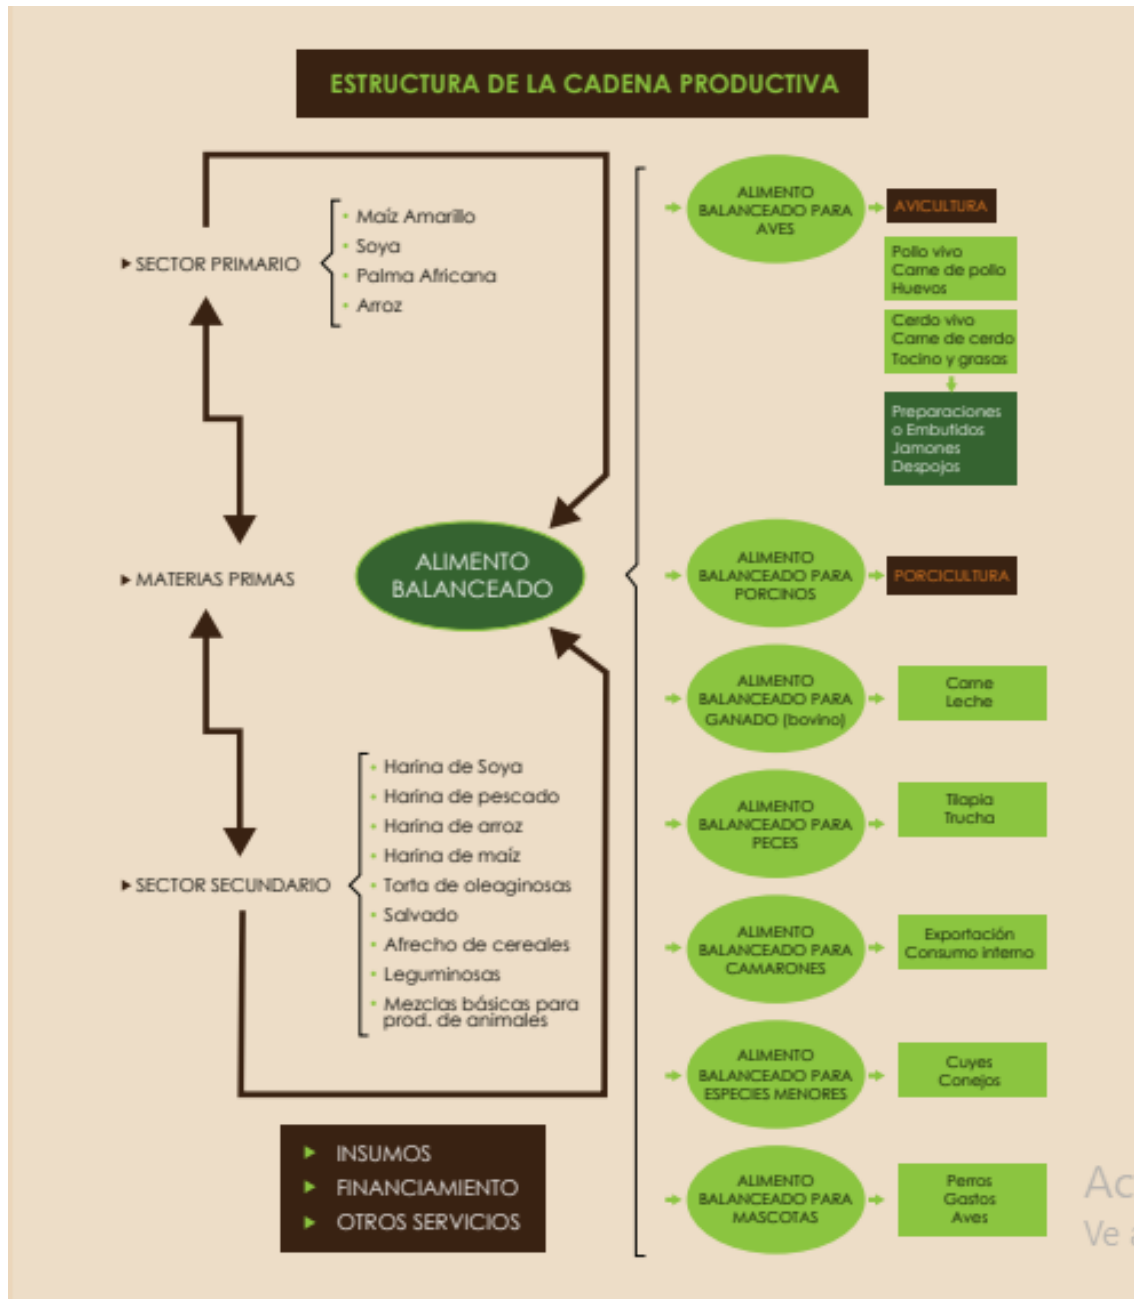 ESTRUCTURA DE LA CADENA PRODUCTIVA
SECTOR PRIMARIO
Maíz Amarillo
Soya
Palma Africana
Arroz
MATERIAS PRIMAS
SECTOR SECUNDARIO
Harina de Soya
Harina de pescado
Harina de arroz
Harina de maíz
Torta de oleaginosas
Salvado
Afrecho de cereales
Leguminosas
Mezclas básicas para
prod. de animales
ALIMENTO
BALANCEADO
INSUMOS
FINANCIAMIENTO
OTROS SERVICIOS
ALIMENTO
BALANCEADO PARA
AVES
AVICULTURA
Pollo vivo
Carne de pollo
Huevos
Cerdo vivo
Carne de cerdo
Tocino y grasas
Preparaciones
o Embutidos
Jamones
Despojos
ALIMENTO
BALANCEADO PARA
PORCINOS
PORCICULTURA
ALIMENTO
BALANCEADO PARA
GANADO (bovino)
Carne
Leche
ALIMENTO
BALANCEADO PARA
PECES
Tilapia
Trucha
ALIMENTO
BALANCEADO PARA
CAMARONES
Exportación
Consumo interno
ALIMENTO
BALANCEADO PARA
ESPECIES MENORES
Cuyes
Conejos
ALIMENTO
BALANCEADO PARA
MASCOTAS
Perros
Gastos
Aves
Ac
Ve a